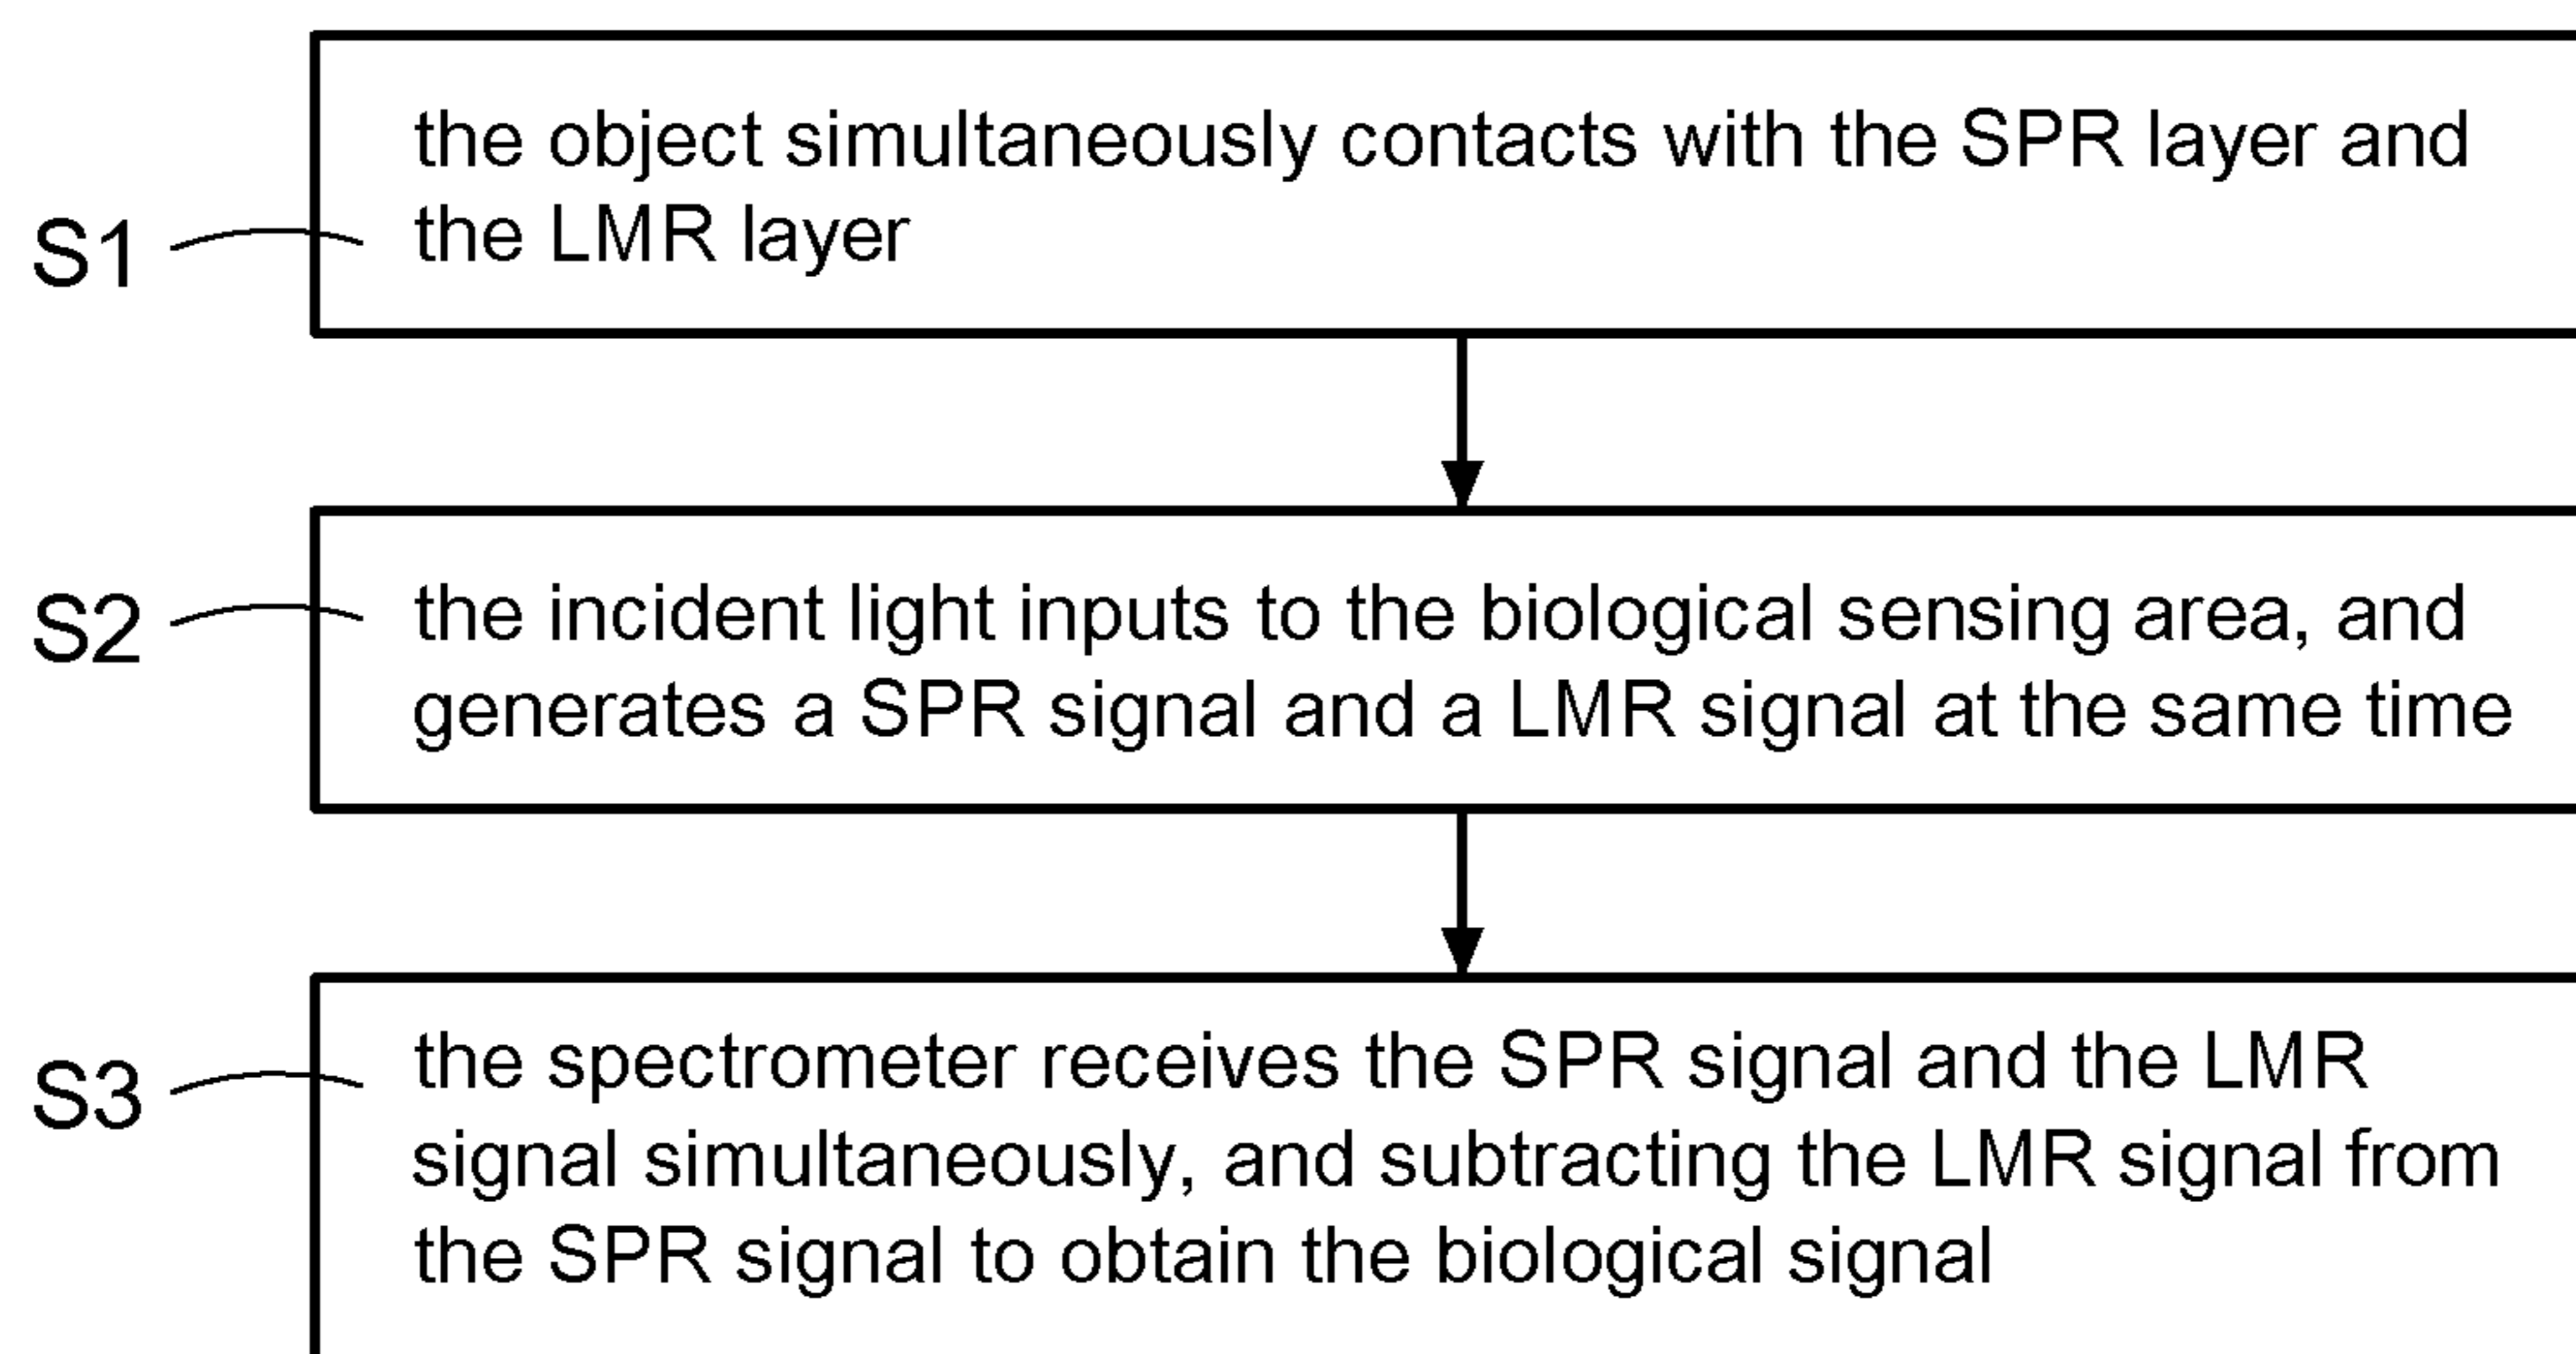 the object simultaneously contacts with the SPR layer and
the LMR layer
S1
the incident light inputs to the biological sensing area, and
generates a SPR signal and a LMR signal at the same time
S2
the spectrometer receives the SPR signal and the LMR
signal simultaneously, and subtracting the LMR signal from
the SPR signal to obtain the biological signal
S3